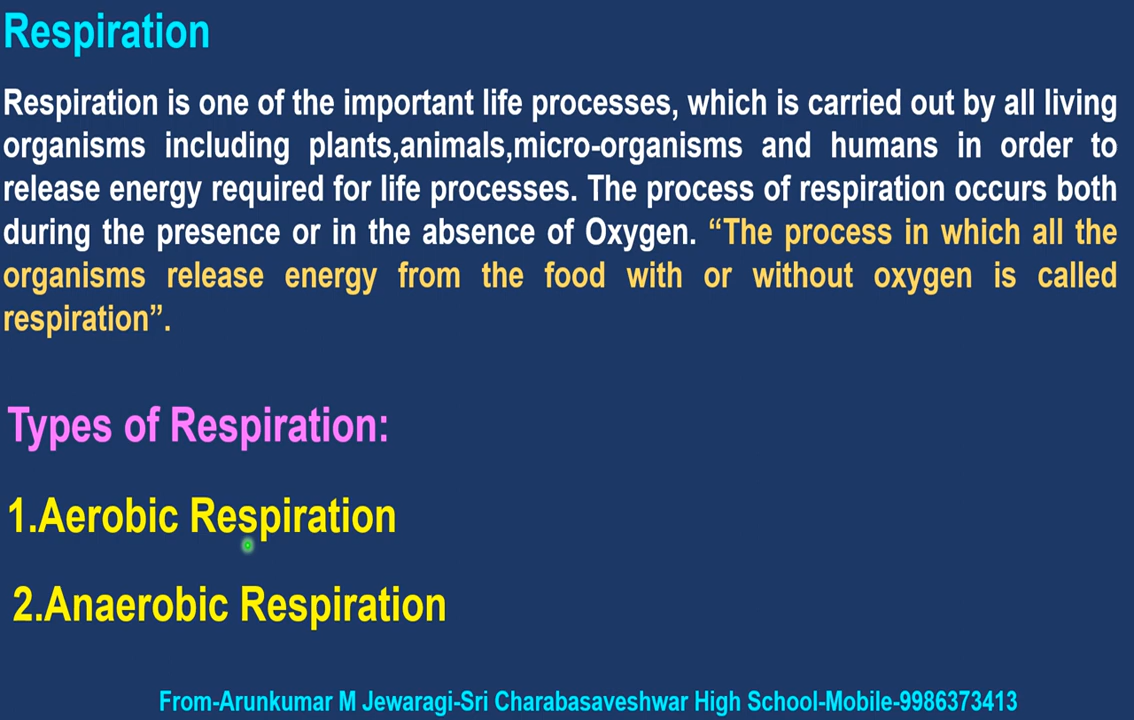 Respiration
Respiration is one of the important life processes, which is carried out by all living
organisms including plants,animals,micro-organisms and humans in order to
release energy required for life processes. The process of respiration occurs both
during the presence or in the absence of Oxygen. “The process in which all the
organisms release energy from the food with or without oxygen is called
respiration”.
Types of Respiration:
1.Aerobic Respiration
2.Anaerobic Respiration
From-Arunkumar M Jewaragi-Sri Charabasaveshwar High School-Mobile-9986373413